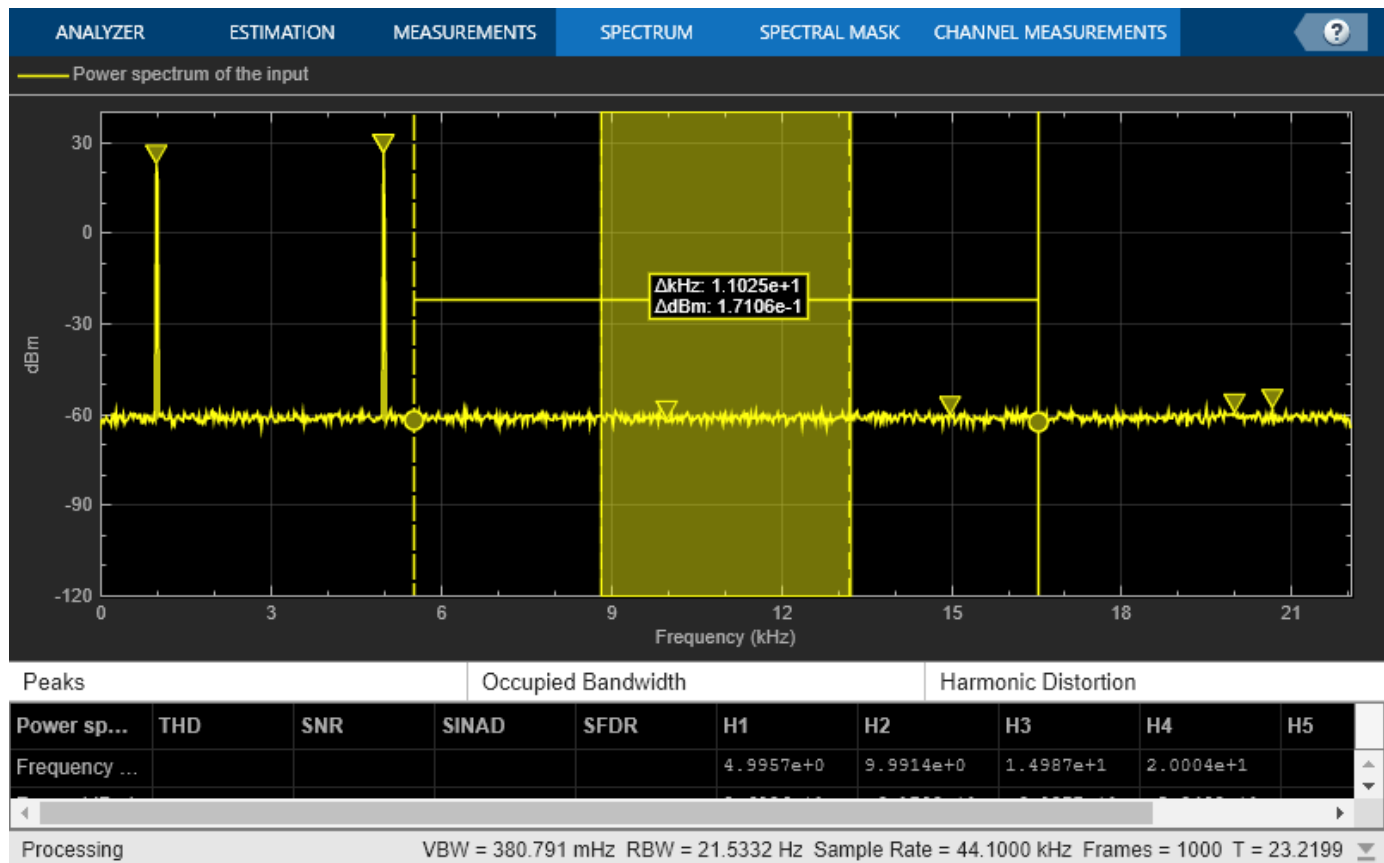 ANALYZER ESTIMATION MEASUREMENTS SPECTRUM SPECTRAL MASK CHANNEL MEASUREMENTS ?
Power spectrum of the input
30
0
-30
-60
-90
-120
dBm
ΔkHz: 1.1025e+1
ΔdBm: 1.7106e-1
0 3 6 9 12 15 18 21
Frequency (kHz)
Peaks Occupied Bandwidth Harmonic Distortion
Power sp... THD SNR SINAD SFDR H1 H2 H3 H4 H5
Frequency ... 4.9957e+0 9.9914e+0 1.4987e+1 2.0004e+1
Processing VBW = 380.791 mHz RBW = 21.5332 Hz Sample Rate = 44.1000 kHz Frames = 1000 T = 23.2199